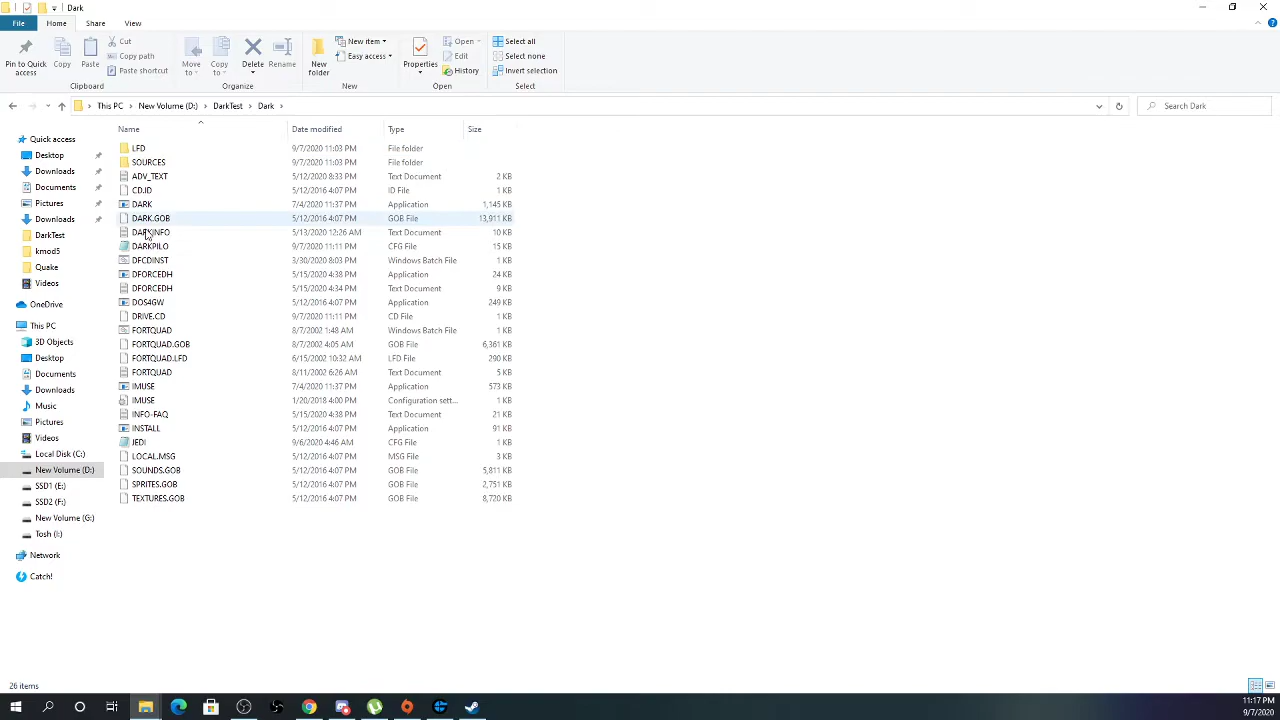 Dark
File Home Share View
Pin to Quick access
Copy
Paste
Cut
Copy path
Paste shortcut
Clipboard
Move to
Copy to
Delete
Rename
Organize
New folder
New item
Easy access
New
Properties
Open
Edit
History
Open
Select all
Select none
Invert selection
Select
This PC > New Volume (D:) > DarkTest > Dark >
Search Dark
Quick access
Desktop
Downloads
Documents
Pictures
Downloads
DarkTest
kmod5
Quake
Videos
OneDrive
This PC
3D Objects
Desktop
Documents
Downloads
Music
Pictures
Videos
Local Disk (C:)
New Volume (D:)
SSD1 (E:)
SSD2 (F:)
New Volume (G:)
Tosh (I:)
Network
Catch!
Name Date modified Type Size
LFD 9/7/2020 11:03 PM File folder
SOURCES 9/7/2020 11:03 PM File folder
ADV_TEXT 5/12/2020 8:33 PM Text Document 2 KB
CD.ID 5/12/2016 4:07 PM ID File 1 KB
DARK 7/4/2020 11:37 PM Application 1,145 KB
DARK.GOB 5/12/2016 4:07 PM GOB File 13,911 KB
DARKINFO 5/13/2020 12:26 AM Text Document 10 KB
DARKPILO 9/7/2020 11:11 PM CFG File 15 KB
DFCDINST 3/30/2020 8:03 PM Windows Batch File 1 KB
DFORCEDH 5/15/2020 4:38 PM Application 24 KB
DFORCEDH 5/15/2020 4:34 PM Text Document 9 KB
DOS4GW 5/12/2016 4:07 PM Application 249 KB
DRIVE.CD 9/7/2020 11:11 PM CD File 1 KB
FORTQUAD 8/7/2002 1:48 AM Windows Batch File 1 KB
FORTQUAD.GOB 8/7/2002 4:05 AM GOB File 6,361 KB
FORTQUAD.LFD 6/15/2002 10:32 AM LFD File 290 KB
FORTQUAD 8/11/2002 6:26 AM Text Document 5 KB
IMUSE 7/4/2020 11:37 PM Application 573 KB
IMUSE 1/20/2018 4:00 PM Configuration sett... 1 KB
INFO-FAQ 5/15/2020 4:38 PM Text Document 21 KB
INSTALL 5/12/2016 4:07 PM Application 91 KB
JEDI 9/6/2020 4:46 AM CFG File 1 KB
LOCAL.MSG 5/12/2016 4:07 PM MSG File 3 KB
SOUNDS.GOB 5/12/2016 4:07 PM GOB File 5,811 KB
SPRITES.GOB 5/12/2016 4:07 PM GOB File 2,751 KB
TEXTURES.GOB 5/12/2016 4:07 PM GOB File 8,720 KB
26 items
11:17 PM
9/7/2020